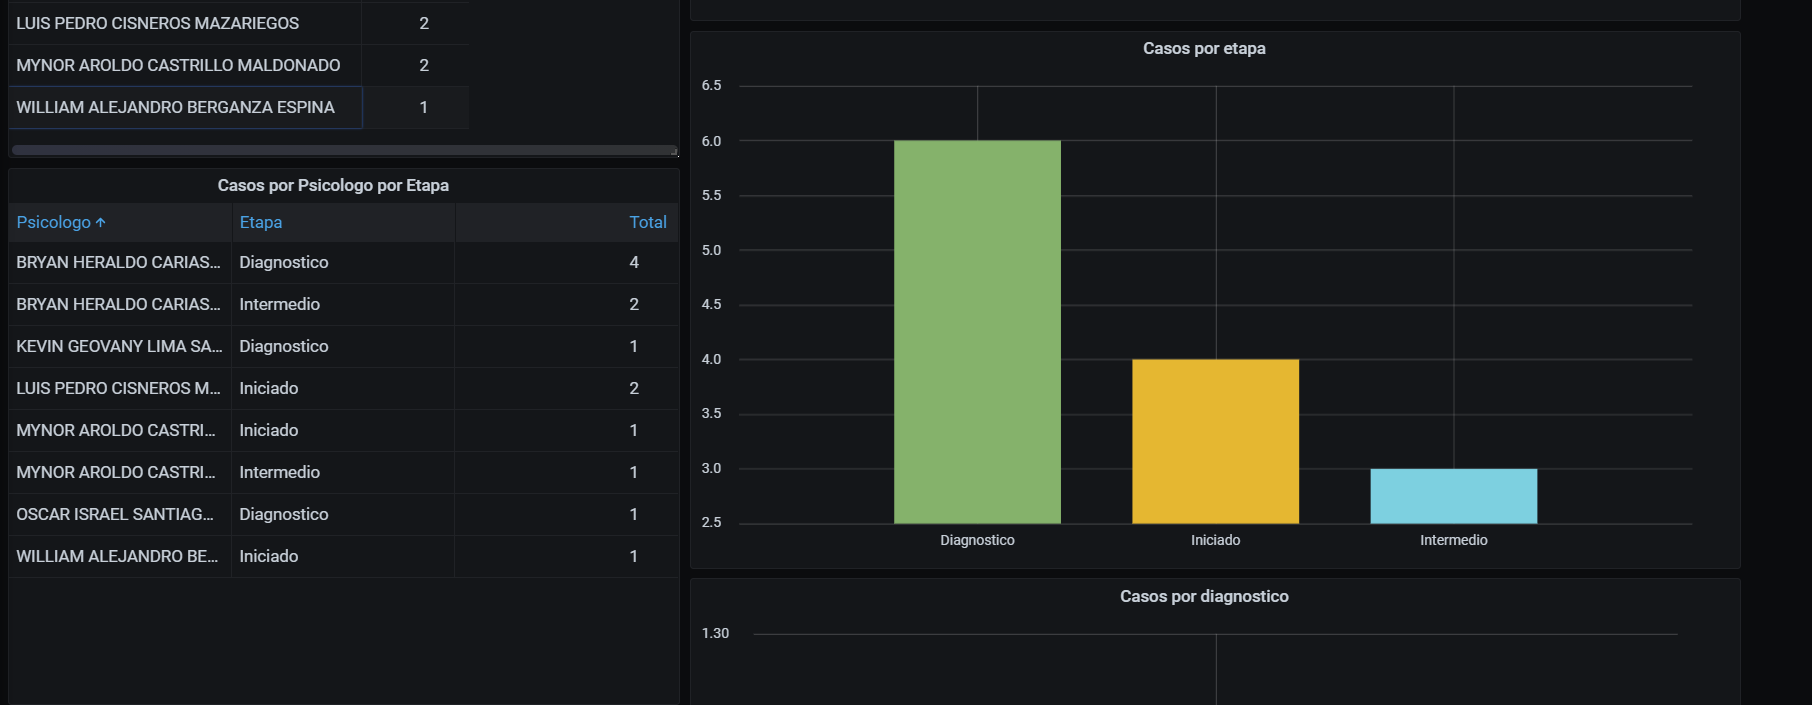 LUIS PEDRO CISNEROS MAZARIEGOS 2
MYNOR AROLDO CASTRILLO MALDONADO 2
WILLIAM ALEJANDRO BERGANZA ESPINA 1
Casos por Psicologo por Etapa
Psicologo ↑ Etapa Total
BRYAN HERALDO CARIAS... Diagnostico 4
BRYAN HERALDO CARIAS... Intermedio 2
KEVIN GEOVANY LIMA SA... Diagnostico 1
LUIS PEDRO CISNEROS M... Iniciado 2
MYNOR AROLDO CASTRI... Iniciado 1
MYNOR AROLDO CASTRI... Intermedio 1
OSCAR ISRAEL SANTIAG... Diagnostico 1
WILLIAM ALEJANDRO BE... Iniciado 1
Casos por etapa
6.5
6.0
5.5
5.0
4.5
4.0
3.5
3.0
2.5
Diagnostico Iniciado Intermedio
Casos por diagnostico
1.30